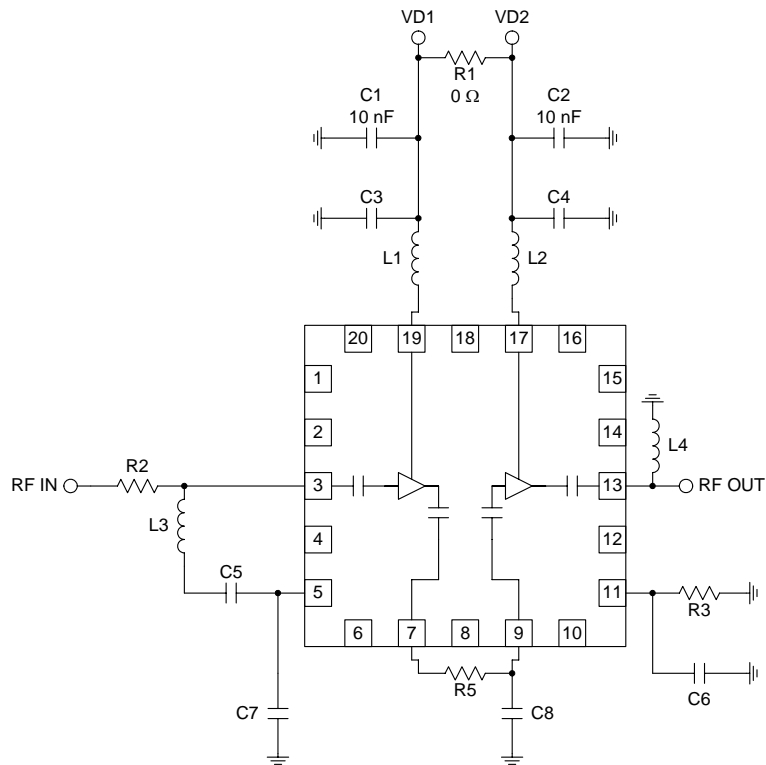 VD1 VD2
R1
0 Ω
C1
10 nF
C2
10 nF
C3
C4
L1
L2
20 19 18 17 16
1
15
2
14
L4
RF IN
R2
3
13
RF OUT
L3
4
12
C5
5
11
R3
6 7 8 9 10
R5
C6
C7
C8